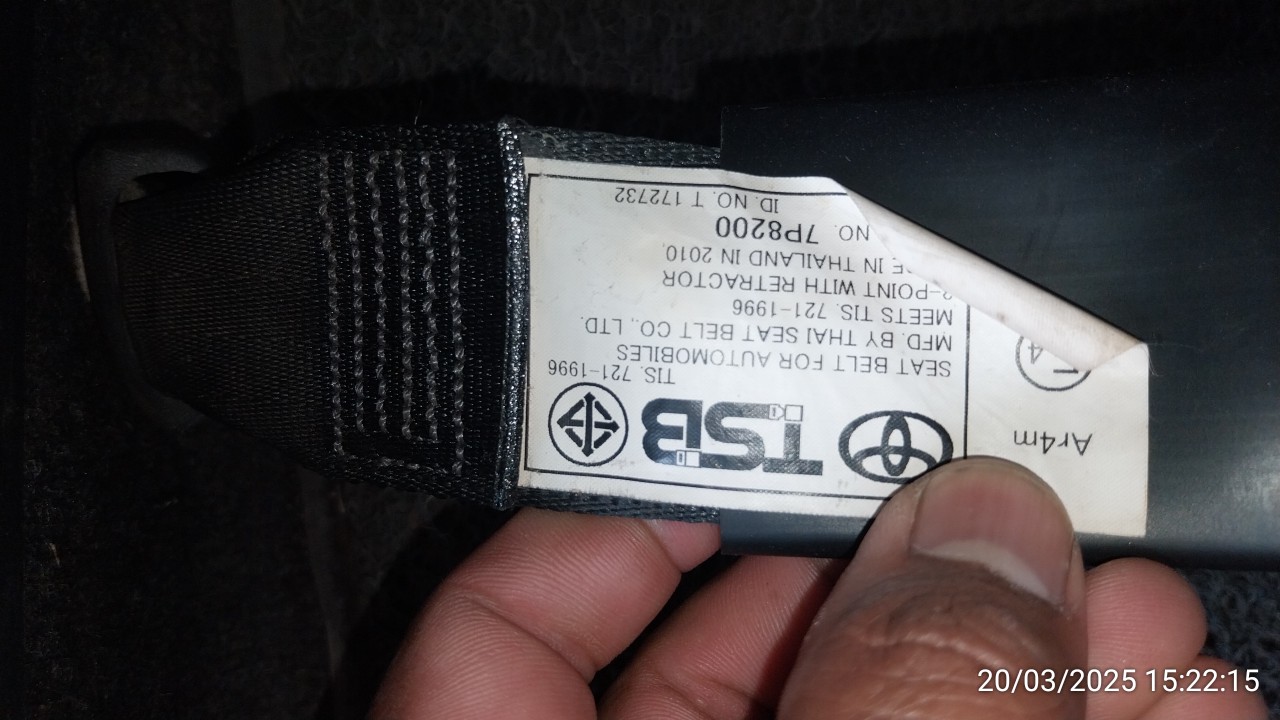 TSB
TIS. 721-1996
SEAT BELT FOR AUTOMOBILES
MFD. BY THAI SEAT BELT CO., LTD.
MEETS TIS. 721-1996
2-POINT WITH RETRACTOR
DE IN THAILAND IN 2010.
NO. 7P8200
ID. NO. T 172732
Ar4m
20/03/2025 15:22:15